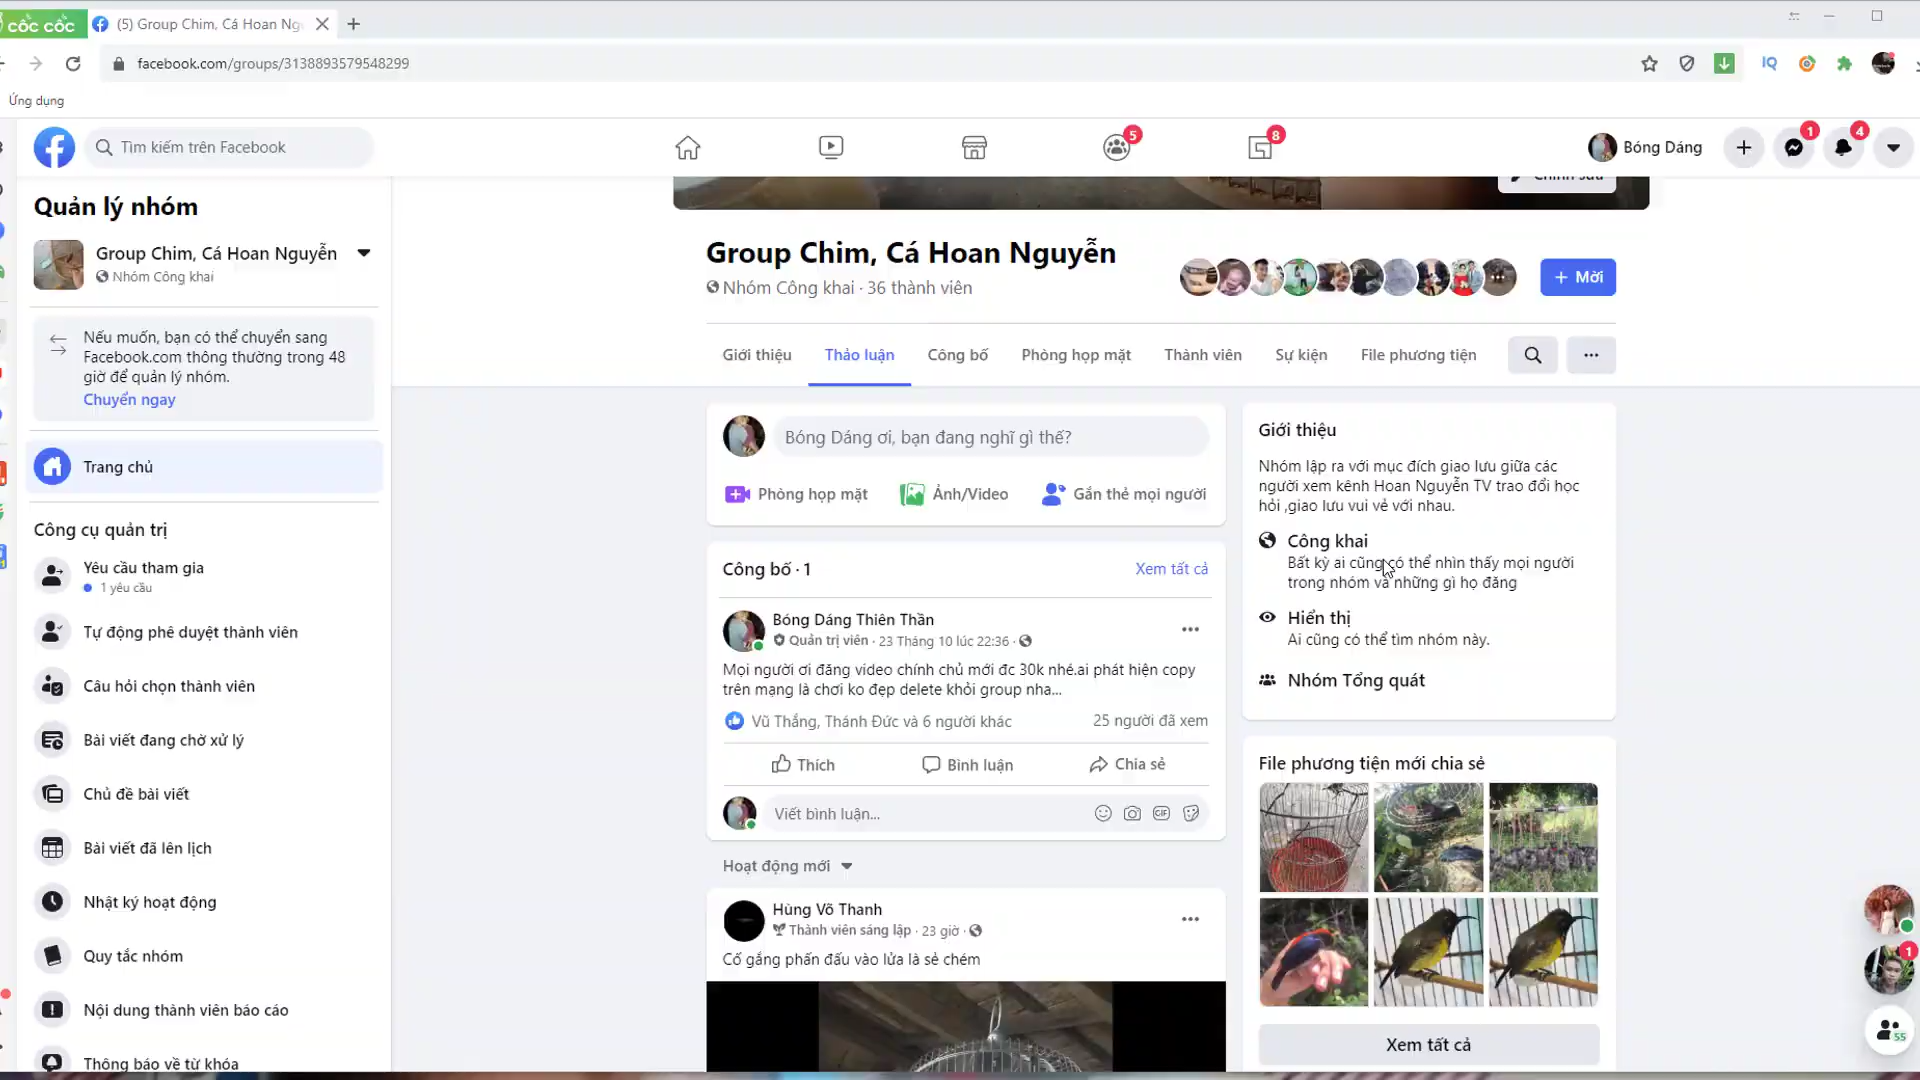 cốc cốc
(5) Group Chim, Cá Hoan Ng
facebook.com/groups/3138893579548299
Ứng dụng
Tìm kiếm trên Facebook
5
8
Bóng Dáng
1
4
Quản lý nhóm
Group Chim, Cá Hoan Nguyễn
Nhóm Công khai
Nếu muốn, bạn có thể chuyển sang
Facebook.com thông thường trong 48
giờ để quản lý nhóm.
Chuyển ngay
Trang chủ
Công cụ quản trị
Yêu cầu tham gia
1 yêu cầu
Tự động phê duyệt thành viên
Câu hỏi chọn thành viên
Bài viết đang chờ xử lý
Chủ đề bài viết
Bài viết đã lên lịch
Nhật ký hoạt động
Quy tắc nhóm
Nội dung thành viên báo cáo
Thông báo về từ khóa
Chỉnh sửa
Group Chim, Cá Hoan Nguyễn
Nhóm Công khai · 36 thành viên
+ Mời
Giới thiệu
Thảo luận
Công bố
Phòng họp mặt
Thành viên
Sự kiện
File phương tiện
Bóng Dáng ơi, bạn đang nghĩ gì thế?
Phòng họp mặt
Ảnh/Video
Gắn thẻ mọi người
Công bố · 1
Xem tất cả
Bóng Dáng Thiên Thần
Quản trị viên · 23 Tháng 10 lúc 22:36 ·
Mọi người ơi đăng video chính chủ mới đc 30k nhé.ai phát hiện copy
trên mạng là chơi ko đẹp delete khỏi group nha...
Vũ Thắng, Thánh Đức và 6 người khác
25 người đã xem
Thích
Bình luận
Chia sẻ
Viết bình luận...
GIF
Hoạt động mới
Hùng Võ Thanh
Thành viên sáng lập · 23 giờ ·
Cố gắng phấn đấu vào lửa là sẻ chém
Giới thiệu
Nhóm lập ra với mục đích giao lưu giữa các
người xem kênh Hoan Nguyễn TV trao đổi học
hỏi ,giao lưu vui vẻ với nhau.
Công khai
Bất kỳ ai cũng có thể nhìn thấy mọi người
trong nhóm và những gì họ đăng
Hiển thị
Ai cũng có thể tìm nhóm này.
Nhóm Tổng quát
File phương tiện mới chia sẻ
Xem tất cả
1
55